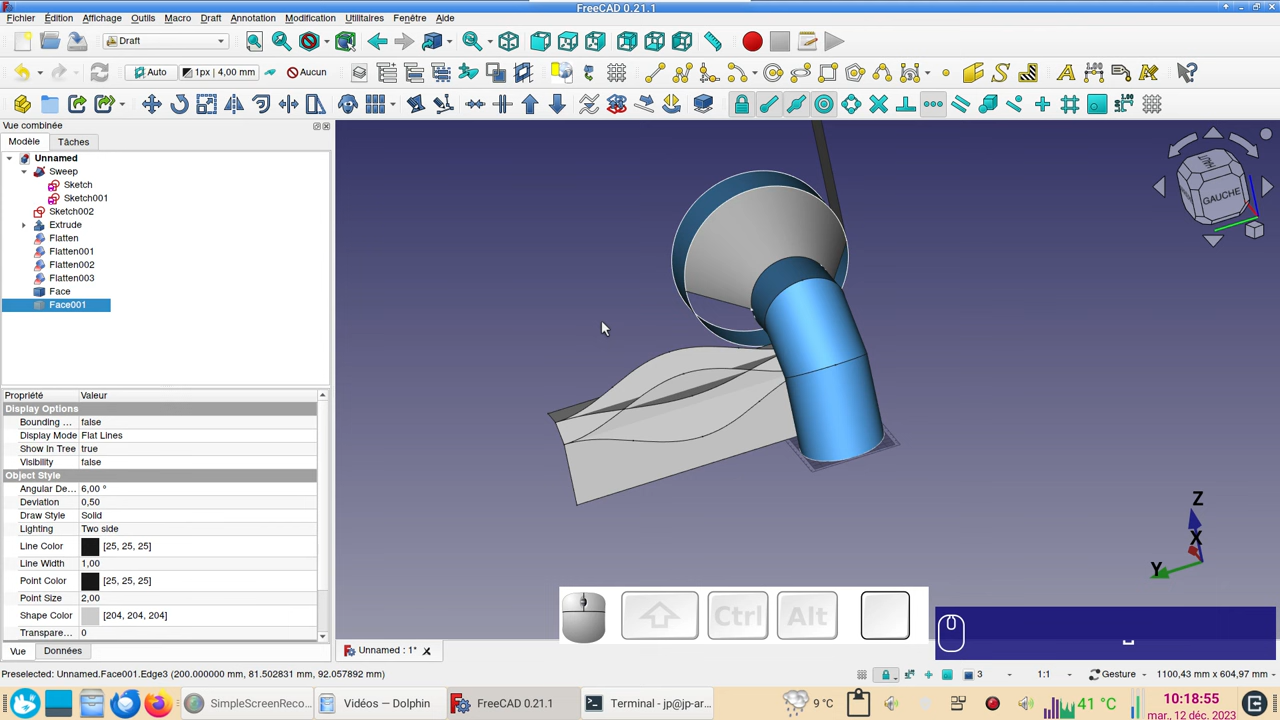 FreeCAD 0.21.1
Fichier Édition Affichage Outils Macro Draft Annotation Modification Utilitaires Fenêtre Aide
Draft
Auto 1px | 4,00 mm Aucun
Vue combinée
Modèle Tâches
Unnamed
Sweep
Sketch
Sketch001
Sketch002
Extrude
Flatten
Flatten001
Flatten002
Flatten003
Face
Face001
Propriété Valeur
Display Options
Bounding ... false
Display Mode Flat Lines
Show In Tree true
Visibility false
Object Style
Angular De... 6,00 °
Deviation 0,50
Draw Style Solid
Lighting Two side
Line Color [25, 25, 25]
Line Width 1,00
Point Color [25, 25, 25]
Point Size 2,00
Shape Color [204, 204, 204]
Transpare... 0
Vue Données
GAUCHE
Z
X
Y
Ctrl Alt
Unnamed : 1*
Preselected: Unnamed.Face001.Edge3 (200.000000 mm, 81.502831 mm, 92.057892 mm)
3 1:1 Gesture 1100,43 mm x 604,97 mm
SimpleScreenReco... Vidéos — Dolphin FreeCAD 0.21.1 Terminal - jp@jp-ar... 9 °C 41 °C
10:18:55
mar., 12 déc. 2023